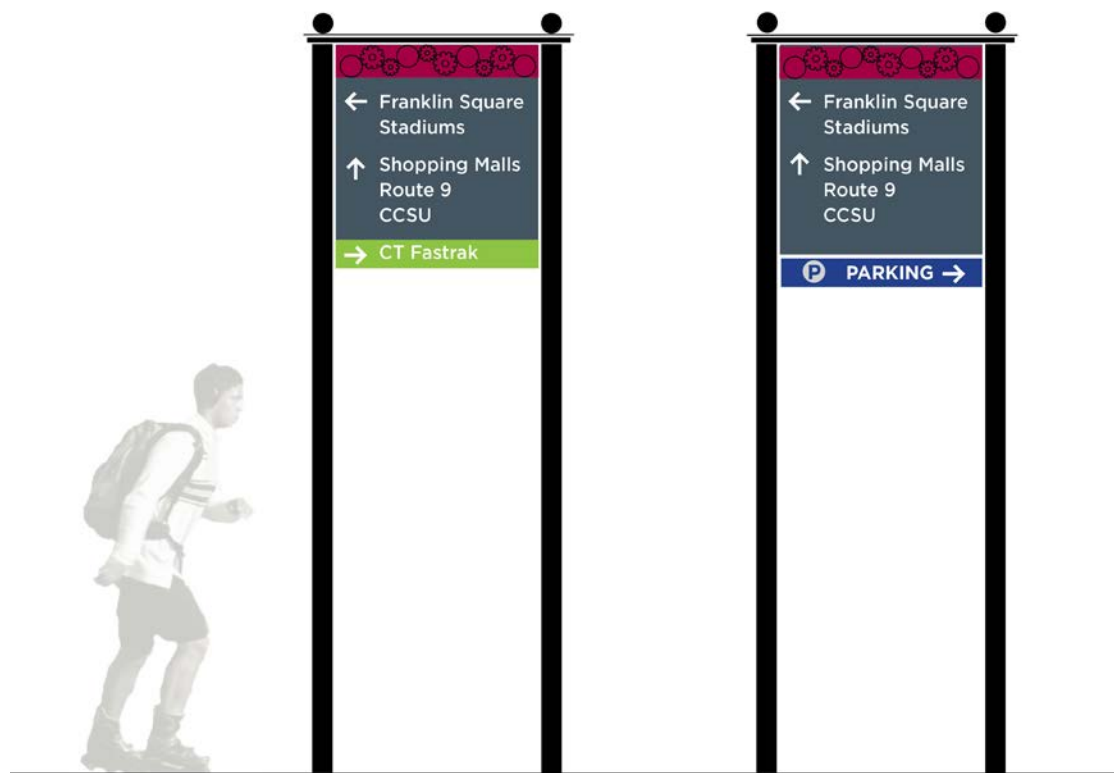 ← Franklin Square
Stadiums
↑ Shopping Malls
Route 9
CCSU
→ CT Fastrak
← Franklin Square
Stadiums
↑ Shopping Malls
Route 9
CCSU
P PARKING →